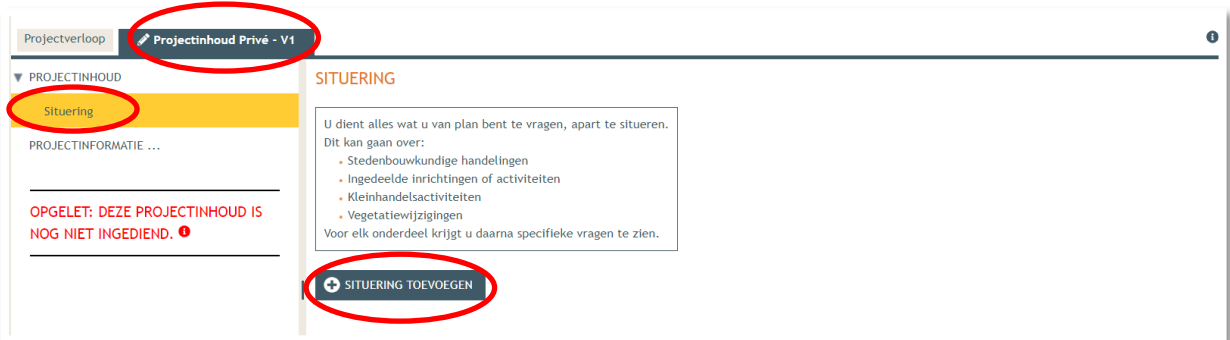 Projectverloop
Projectinhoud Privé - V1
PROJECTINHOUD
Situering
PROJECTINFORMATIE ...
OPGELET: DEZE PROJECTINHOUD IS
NOG NIET INGEDIEND.
SITUERING
U dient alles wat u van plan bent te vragen, apart te situeren.
Dit kan gaan over:
• Stedenbouwkundige handelingen
• Ingedeelde inrichtingen of activiteiten
• Kleinhandelsactiviteiten
• Vegetatiewijzigingen
Voor elk onderdeel krijgt u daarna specifieke vragen te zien.
SITUERING TOEVOEGEN